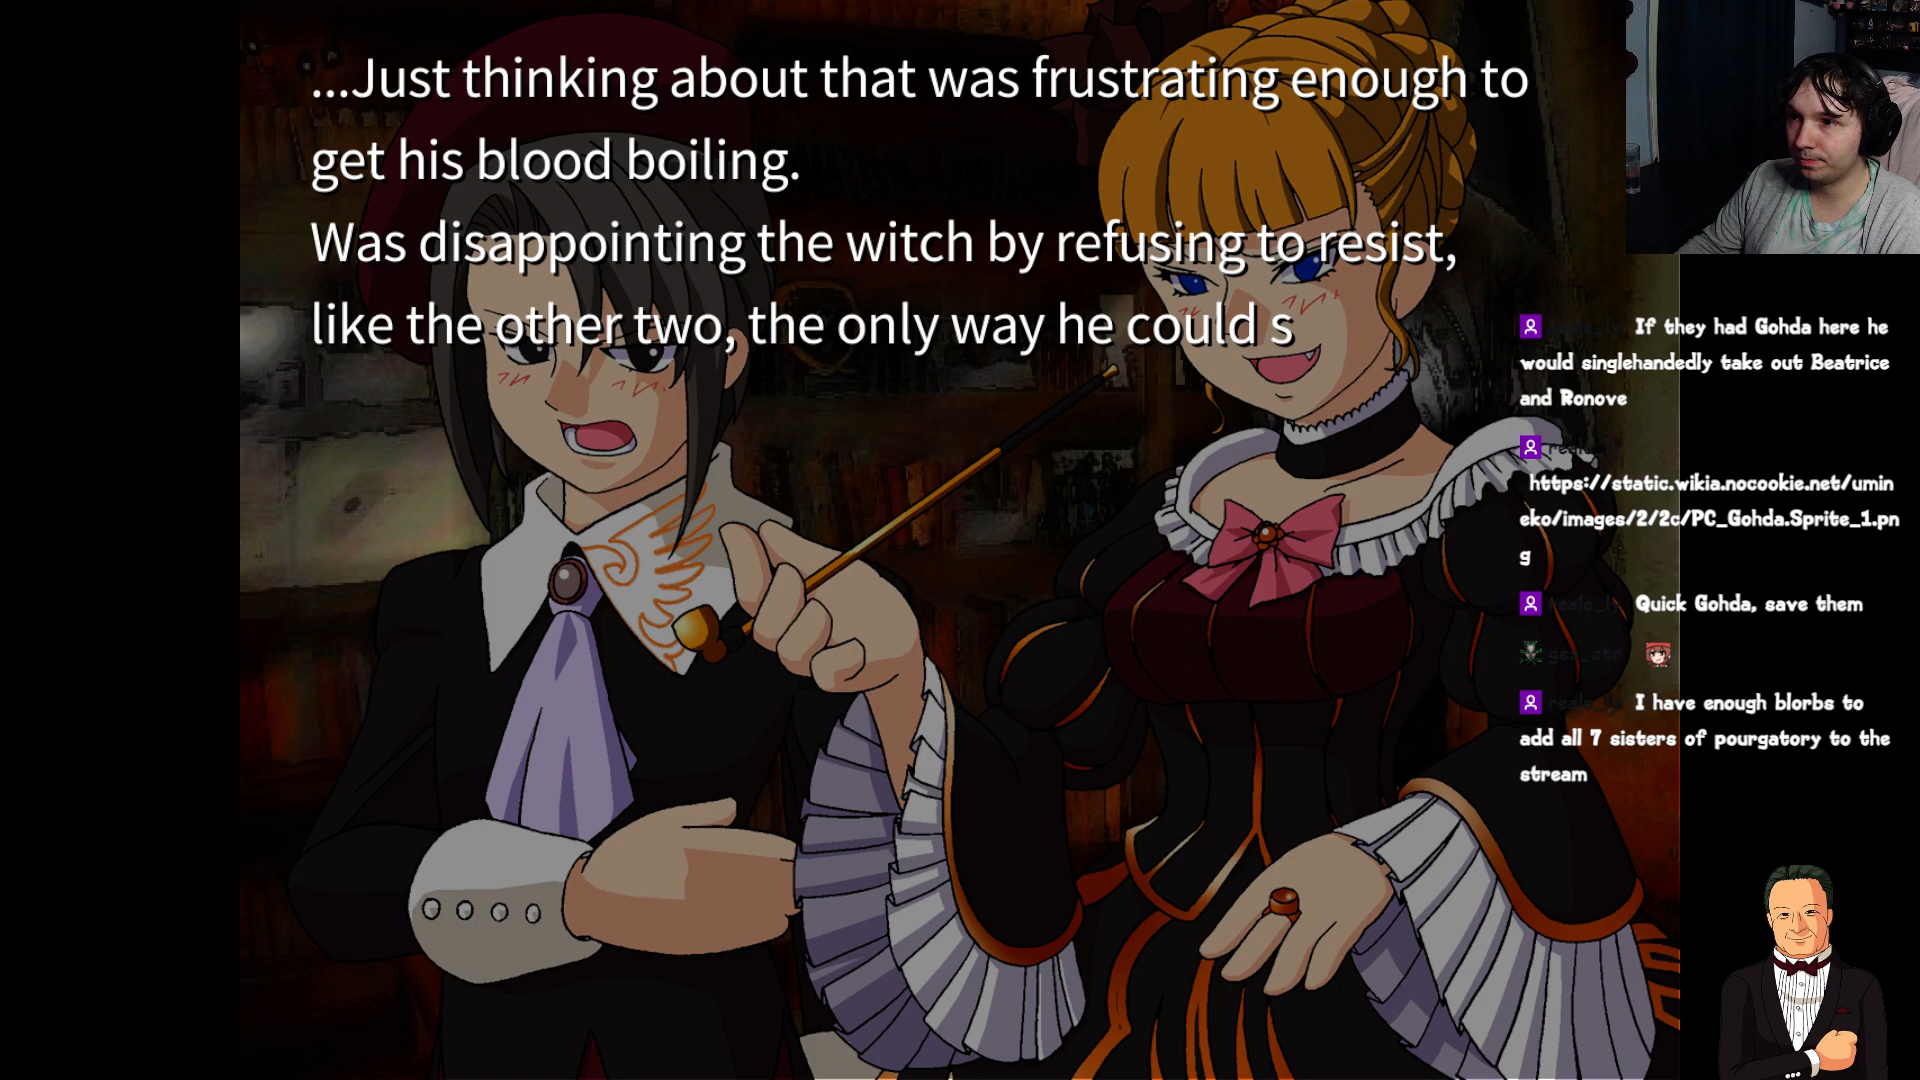 ...Just thinking about that was frustrating enough to
get his blood boiling.
Was disappointing the witch by refusing to resist,
like the other two, the only way he could s
If they had Gohda here he
would singlehandedly take out Beatrice
and Ronove
https://static.wikia.nocookie.net/umin
eko/images/2/2c/PC_Gohda.Sprite_1.pn
g
Quick Gohda, save them
I have enough blorbs to
add all 7 sisters of pourgatory to the
stream